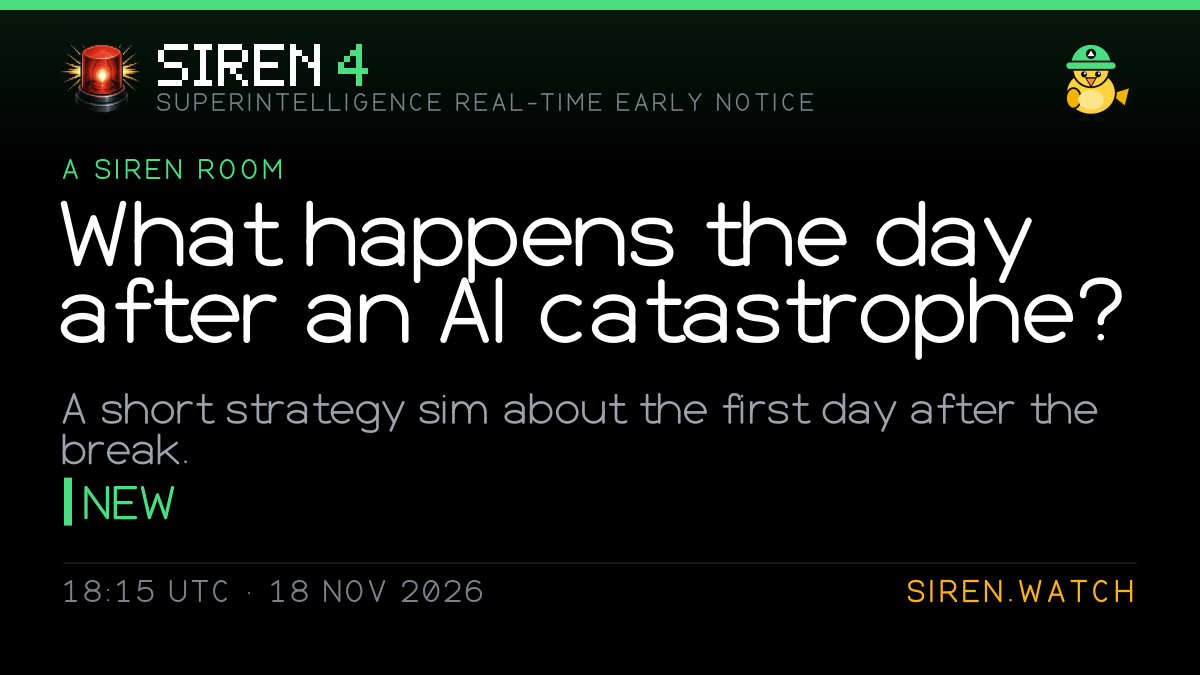 SIREN 4
SUPERINTELLIGENCE REAL-TIME EARLY NOTICE
A SIREN ROOM
What happens the day
after an AI catastrophe?
A short strategy sim about the first day after the
break.
NEW
18:15 UTC · 18 NOV 2026
SIREN.WATCH